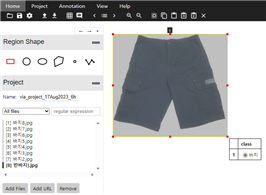 Home Project Annotation View Help
Region Shape
Project
Name: via_project_17Aug2023_6h
All files regular expression
[1] 바지6.jpg
[2] 바지7.jpg
[3] 바지8.jpg
[4] 바지3.jpg
[5] 바지4.jpg
[6] 바지5.jpg
[7] 바지2.jpg
[8] 반바지.jpg
Add Files Add URL Remove
1
class
1 바지